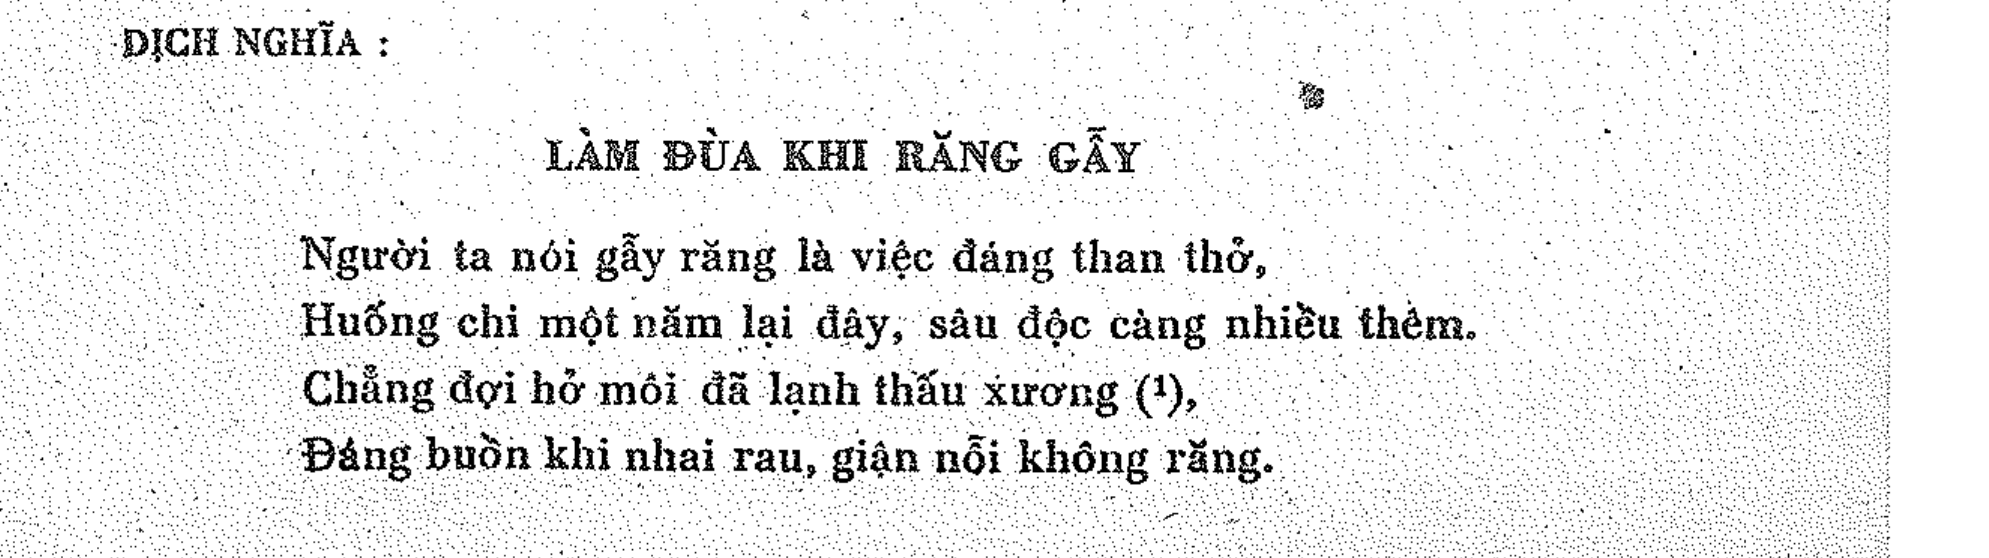 DỊCH NGHĨA :
LÀM ĐÙA KHI RĂNG GẪY
Người ta nói gẫy răng là việc đáng than thở,
Huống chi một năm lại đây, sâu độc càng nhiều thêm.
Chẳng đợi hở môi đã lạnh thấu xương (¹),
Đáng buồn khi nhai rau, giận nỗi không răng.